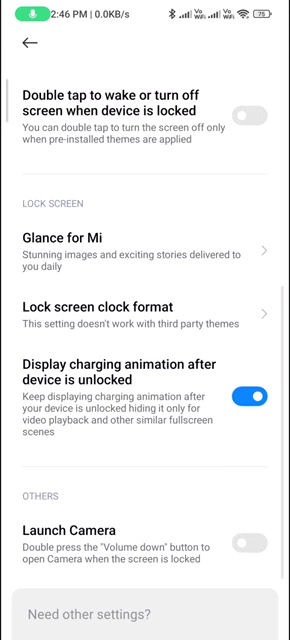 2:46 PM | 0.0KB/s
Vo
WiFi
Vo
WiFi
75
Double tap to wake or turn off
screen when device is locked
You can double tap to turn the screen off only
when pre-installed themes are applied
LOCK SCREEN
Glance for Mi
Stunning images and exciting stories delivered to
you daily
Lock screen clock format
This setting doesn't work with third party themes
Display charging animation after
device is unlocked
Keep displaying charging animation after
your device is unlocked hiding it only for
video playback and other similar fullscreen
scenes
OTHERS
Launch Camera
Double press the "Volume down" button to
open Camera when the screen is locked
Need other settings?